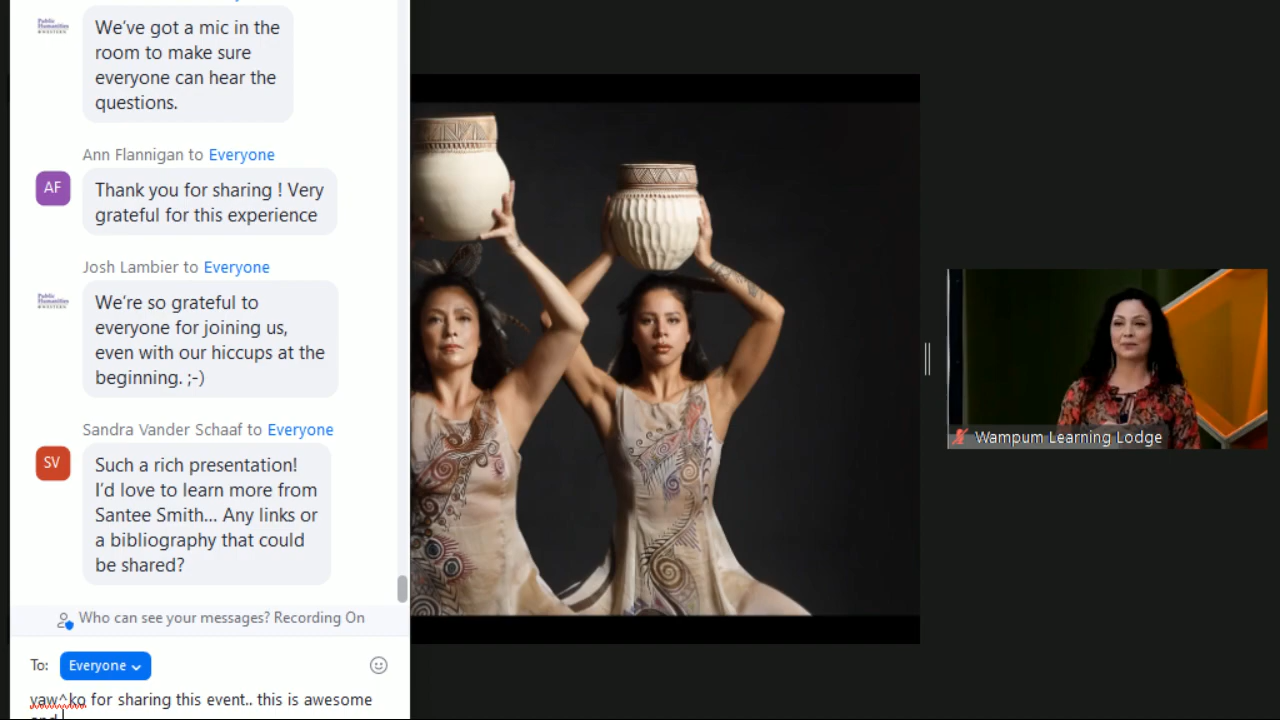 We've got a mic in the
room to make sure
everyone can hear the
questions.
Ann Flannigan to Everyone
AF
Thank you for sharing ! Very
grateful for this experience
Josh Lambier to Everyone
Public
Humanities
@WESTERN
We're so grateful to
everyone for joining us,
even with our hiccups at the
beginning. ;-)
Sandra Vander Schaaf to Everyone
SV
Such a rich presentation!
I'd love to learn more from
Santee Smith... Any links or
a bibliography that could
be shared?
Who can see your messages? Recording On
To: Everyone
yaw^ko for sharing this event.. this is awesome
and
Wampum Learning Lodge